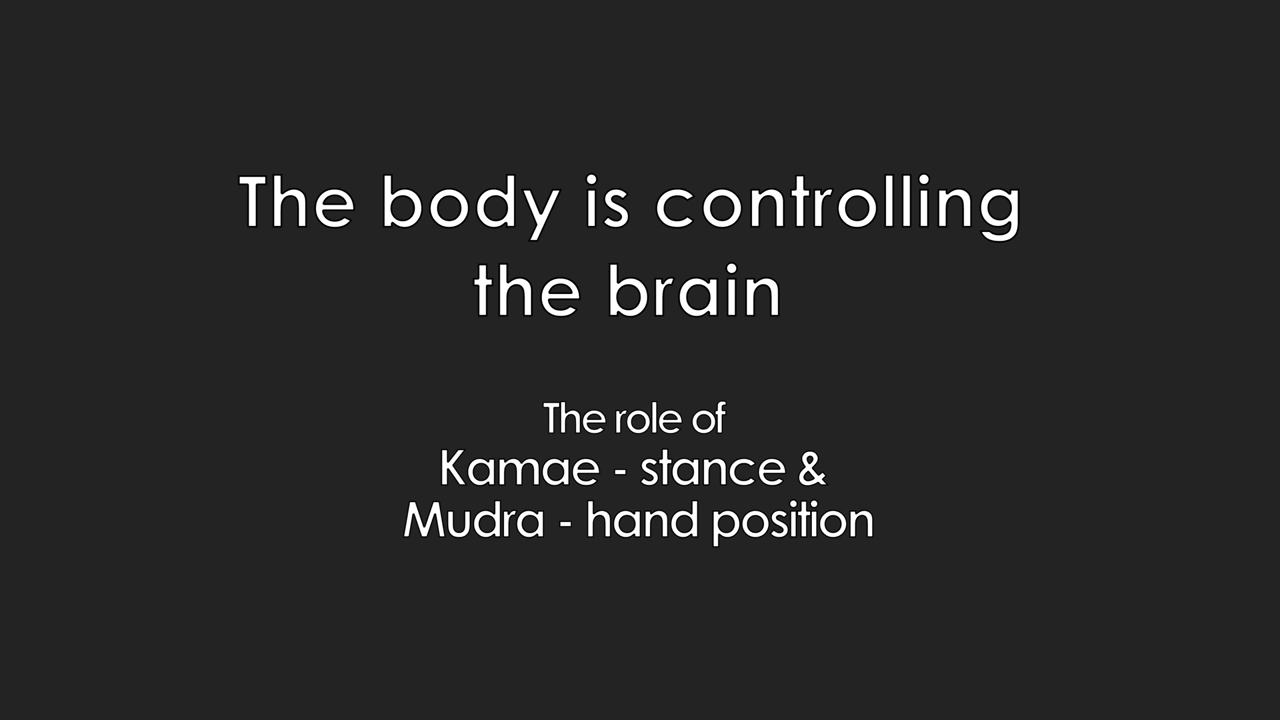 The body is controlling
the brain
The role of
Kamae - stance &
Mudra - hand position